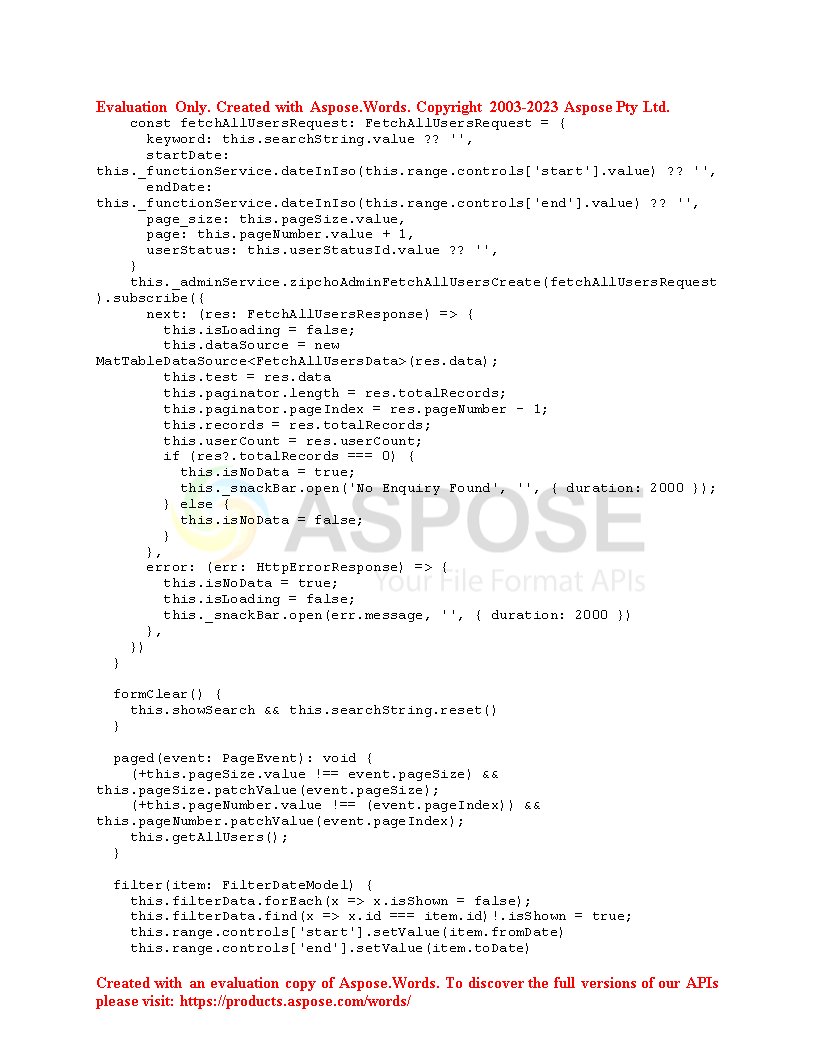 Evaluation Only. Created with Aspose.Words. Copyright 2003-2023 Aspose Pty Ltd.
    const fetchAllUsersRequest: FetchAllUsersRequest = {
      keyword: this.searchString.value ?? '',
      startDate:
this._functionService.dateInIso(this.range.controls['start'].value) ?? '',
      endDate:
this._functionService.dateInIso(this.range.controls['end'].value) ?? '',
      page_size: this.pageSize.value,
      page: this.pageNumber.value + 1,
      userStatus: this.userStatusId.value ?? '',
    }
    this._adminService.zipchoAdminFetchAllUsersCreate(fetchAllUsersRequest
).subscribe({
      next: (res: FetchAllUsersResponse) => {
        this.isLoading = false;
        this.dataSource = new
MatTableDataSource<FetchAllUsersData>(res.data);
        this.test = res.data
        this.paginator.length = res.totalRecords;
        this.paginator.pageIndex = res.pageNumber - 1;
        this.records = res.totalRecords;
        this.userCount = res.userCount;
        if (res?.totalRecords === 0) {
          this.isNoData = true;
          this._snackBar.open('No Enquiry Found', '', { duration: 2000 });
        } else {
          this.isNoData = false;
        }
      },
      error: (err: HttpErrorResponse) => {
        this.isNoData = true;
        this.isLoading = false;
        this._snackBar.open(err.message, '', { duration: 2000 })
      },
    })
  }

  formClear() {
    this.showSearch && this.searchString.reset()
  }

  paged(event: PageEvent): void {
    (+this.pageSize.value !== event.pageSize) &&
this.pageSize.patchValue(event.pageSize);
    (+this.pageNumber.value !== (event.pageIndex)) &&
this.pageNumber.patchValue(event.pageIndex);
    this.getAllUsers();
  }

  filter(item: FilterDateModel) {
    this.filterData.forEach(x => x.isShown = false);
    this.filterData.find(x => x.id === item.id)!.isShown = true;
    this.range.controls['start'].setValue(item.fromDate)
    this.range.controls['end'].setValue(item.toDate)
ASPOSE
Your File Format APIs
Created with an evaluation copy of Aspose.Words. To discover the full versions of our APIs
please visit: https://products.aspose.com/words/